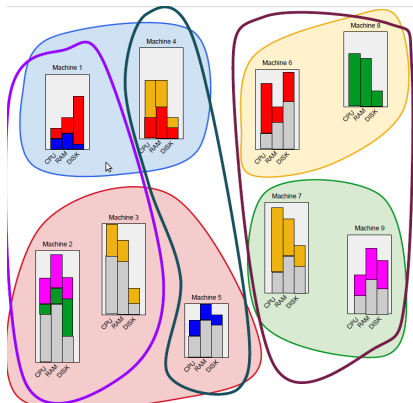 Machine 1
CPU
RAM
DISK
Machine 4
CPU
RAM
DISK
Machine 6
CPU
RAM
DISK
Machine 8
CPU
RAM
DISK
Machine 2
CPU
RAM
DISK
Machine 3
CPU
RAM
DISK
Machine 5
CPU
RAM
DISK
Machine 7
CPU
RAM
DISK
Machine 9
CPU
RAM
DISK